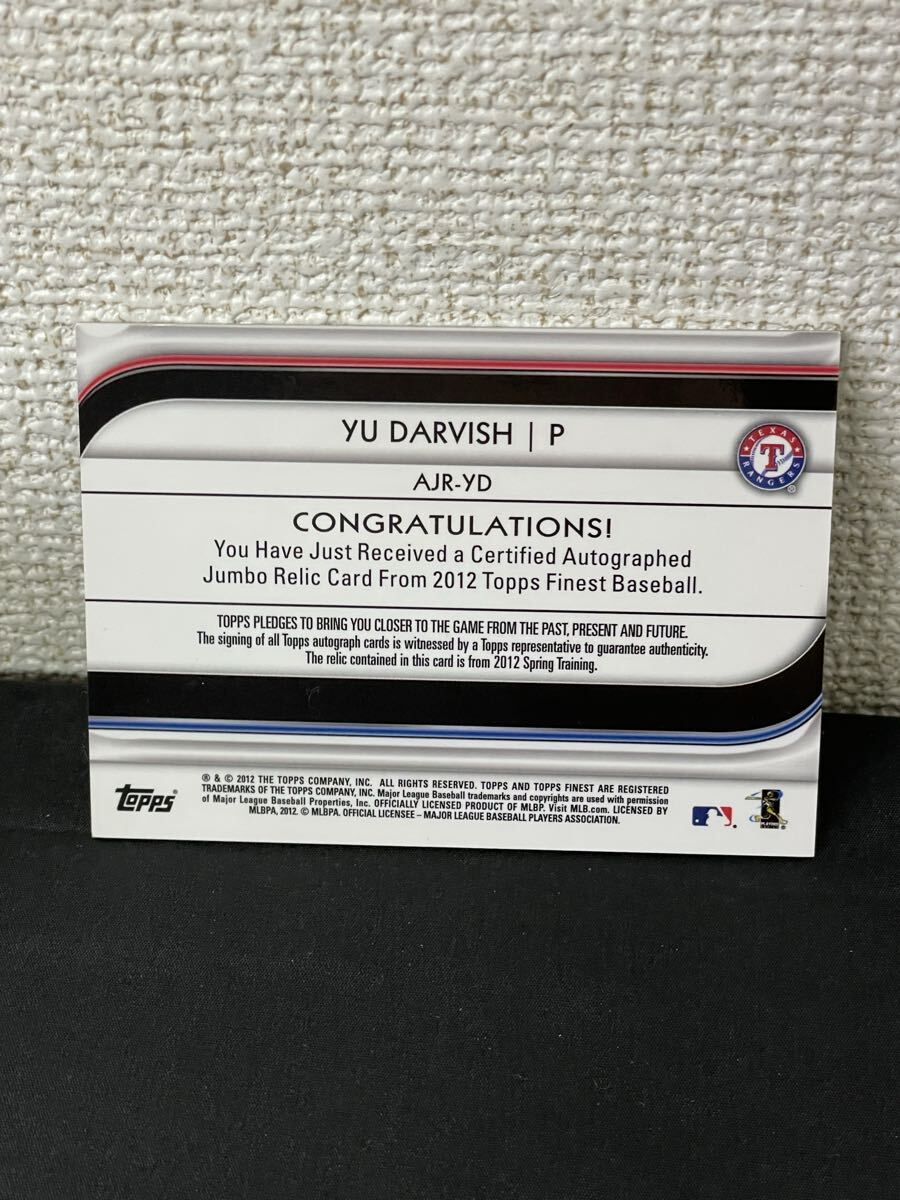 YU DARVISH | P
TEXAS
T
RANGERS
®
AJR-YD
CONGRATULATIONS!
You Have Just Received a Certified Autographed
Jumbo Relic Card From 2012 Topps Finest Baseball.
TOPPS PLEDGES TO BRING YOU CLOSER TO THE GAME FROM THE PAST, PRESENT AND FUTURE.
The signing of all Topps autograph cards is witnessed by a Topps representative to guarantee authenticity.
The relic contained in this card is from 2012 Spring Training.
topps®
® & © 2012 THE TOPPS COMPANY, INC. ALL RIGHTS RESERVED. TOPPS AND TOPPS FINEST ARE REGISTERED
TRADEMARKS OF THE TOPPS COMPANY, INC. Major League Baseball trademarks and copyrights are used with permission
of Major League Baseball Properties, Inc. OFFICIALLY LICENSED PRODUCT OF MLBP. Visit MLB.com. LICENSED BY
MLBPA, 2012. © MLBPA. OFFICIAL LICENSEE – MAJOR LEAGUE BASEBALL PLAYERS ASSOCIATION.